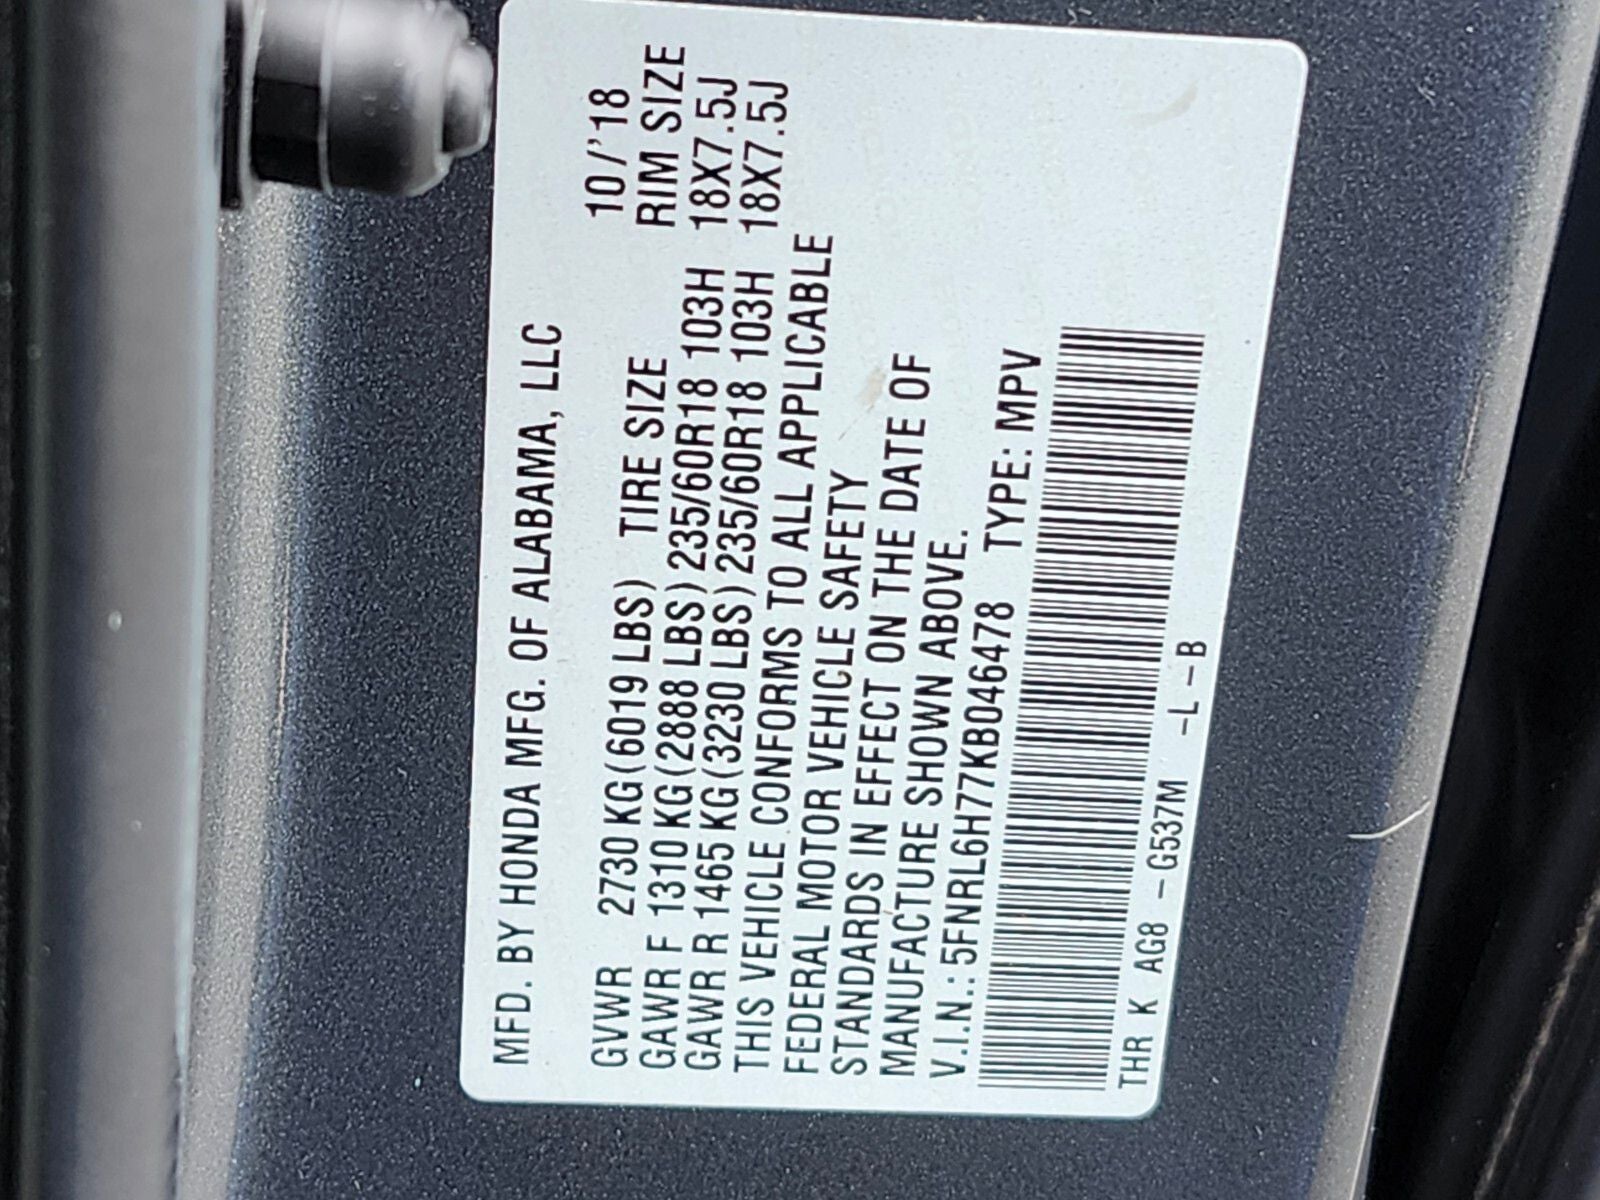 MFD. BY HONDA MFG. OF ALABAMA, LLC
10/'18
GVWR 2730 KG(6019 LBS) TIRE SIZE RIM SIZE
GAWR F 1310 KG(2888 LBS) 235/60R18 103H 18X7.5J
GAWR R 1465 KG(3230 LBS) 235/60R18 103H 18X7.5J
THIS VEHICLE CONFORMS TO ALL APPLICABLE
FEDERAL MOTOR VEHICLE SAFETY
STANDARDS IN EFFECT ON THE DATE OF
MANUFACTURE SHOWN ABOVE.
V.I.N.: 5FNRL6H77KB046478 TYPE: MPV
THR K AG8 - G537M -L -B